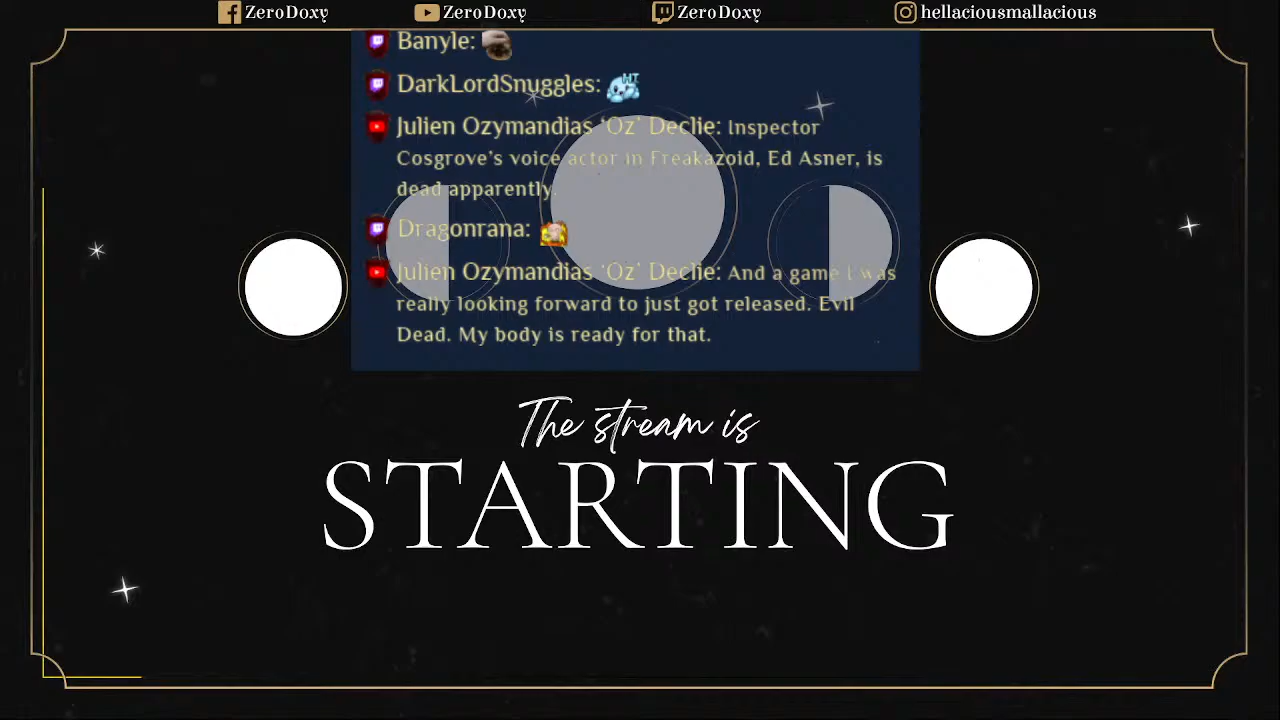 ZeroDoxy ZeroDoxy ZeroDoxy hellaciousmallacious
Banyle:
DarkLordSnuggles:
Julien Ozymandias ‘Oz’ Declie: Inspector
Cosgrove’s voice actor in Freakazoid, Ed Asner, is
dead apparently.
Dragonrana:
Julien Ozymandias ‘Oz’ Declie: And a game I was
really looking forward to just got released. Evil
Dead. My body is ready for that.
The stream is
STARTING